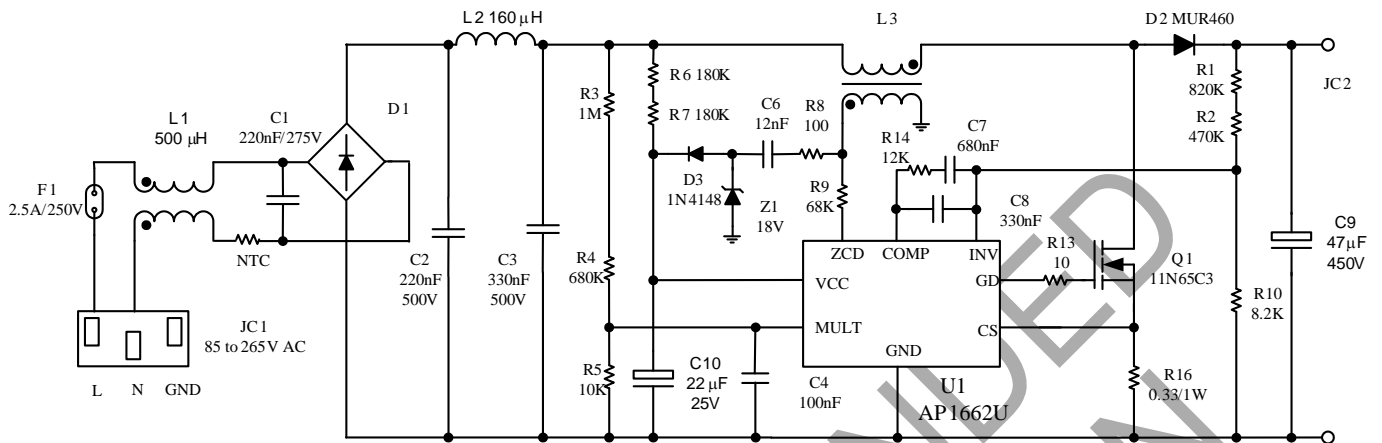 L2 160 μH
L3
D2 MUR460
R6 180K
R7 180K
R3
1M
C6
12nF
R8
100
R14
12K
C7
680nF
R1
820K
R2
470K
JC2
L1
500 μH
C1
220nF/275V
D1
F1
2.5A/250V
NTC
D3
1N4148
Z1
18V
R9
68K
C8
330nF
C9
47μF
450V
C2
220nF
500V
C3
330nF
500V
R4
680K
ZCD
COMP
INV
VCC
GD
MULT
CS
GND
R13
10
Q1
11N65C3
R10
8.2K
JC1
85 to 265V AC
L
N
GND
R5
10K
C10
22 μF
25V
C4
100nF
U1
AP1662U
R16
0.33/1W